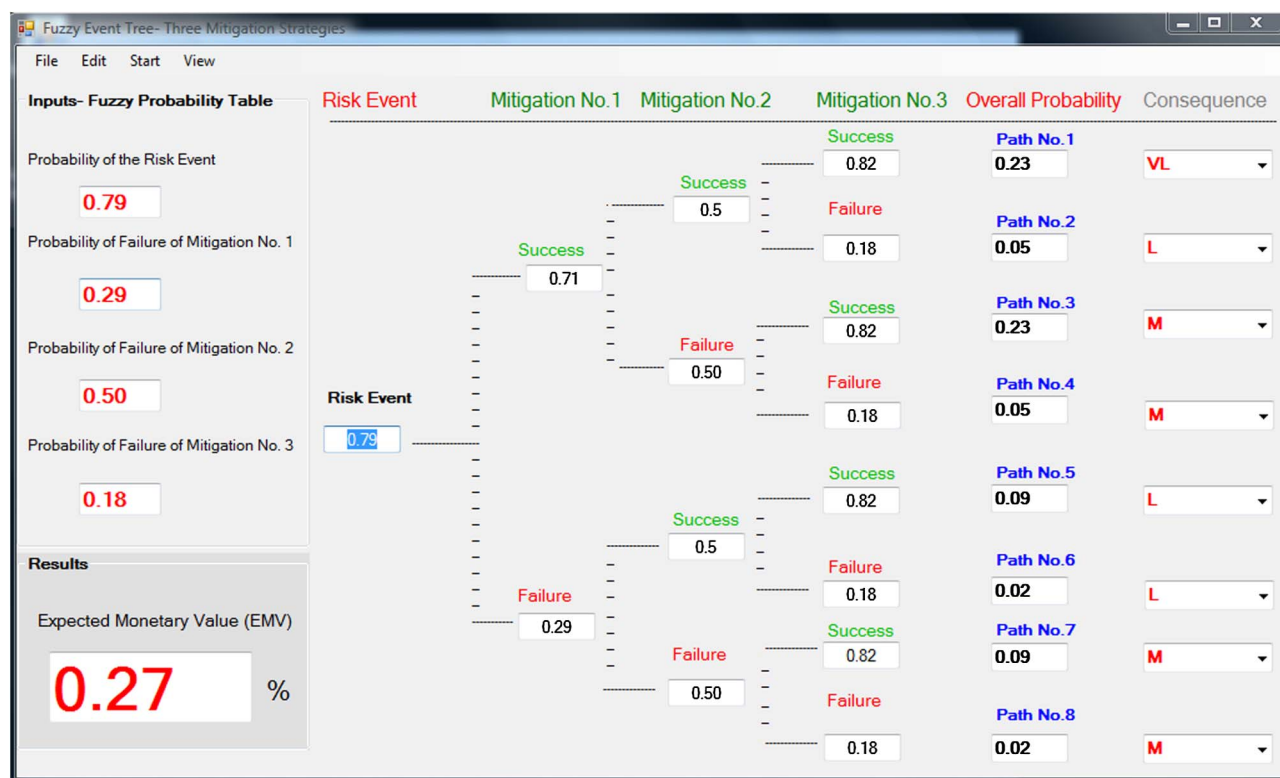 Fuzzy Event Tree- Three Mitigation Strategies
File Edit Start View
Inputs- Fuzzy Probability Table
Probability of the Risk Event
0.79
Probability of Failure of Mitigation No. 1
0.29
Probability of Failure of Mitigation No. 2
0.50
Probability of Failure of Mitigation No. 3
0.18
Results
Expected Monetary Value (EMV)
0.27 %
Risk Event Mitigation No.1 Mitigation No.2 Mitigation No.3 Overall Probability Consequence
Risk Event
0.79
Success
0.71
Failure
0.29
Success
0.5
Failure
0.50
Success
0.5
Failure
0.50
Success Path No.1
0.82 0.23 VL
Failure Path No.2
0.18 0.05 L
Success Path No.3
0.82 0.23 M
Failure Path No.4
0.18 0.05 M
Success Path No.5
0.82 0.09 L
Failure Path No.6
0.18 0.02 L
Success Path No.7
0.82 0.09 M
Failure Path No.8
0.18 0.02 M